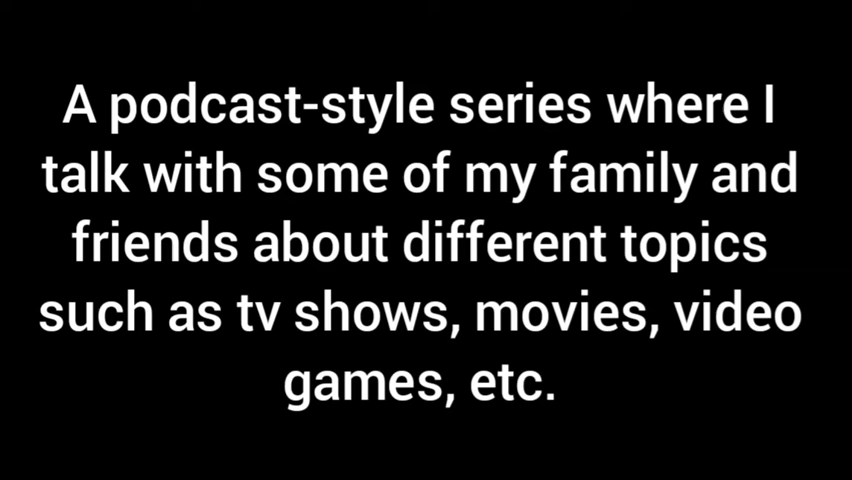 A podcast-style series where I
talk with some of my family and
friends about different topics
such as tv shows, movies, video
games, etc.